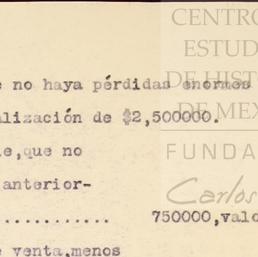 CENTRO
ESTUD
DE HIST
DE MEX
FUNDA
Carlos
no haya pérdidas enormes
lización de $2,500000.
e,que no
anterior-
............ 750000,valo
venta,menos